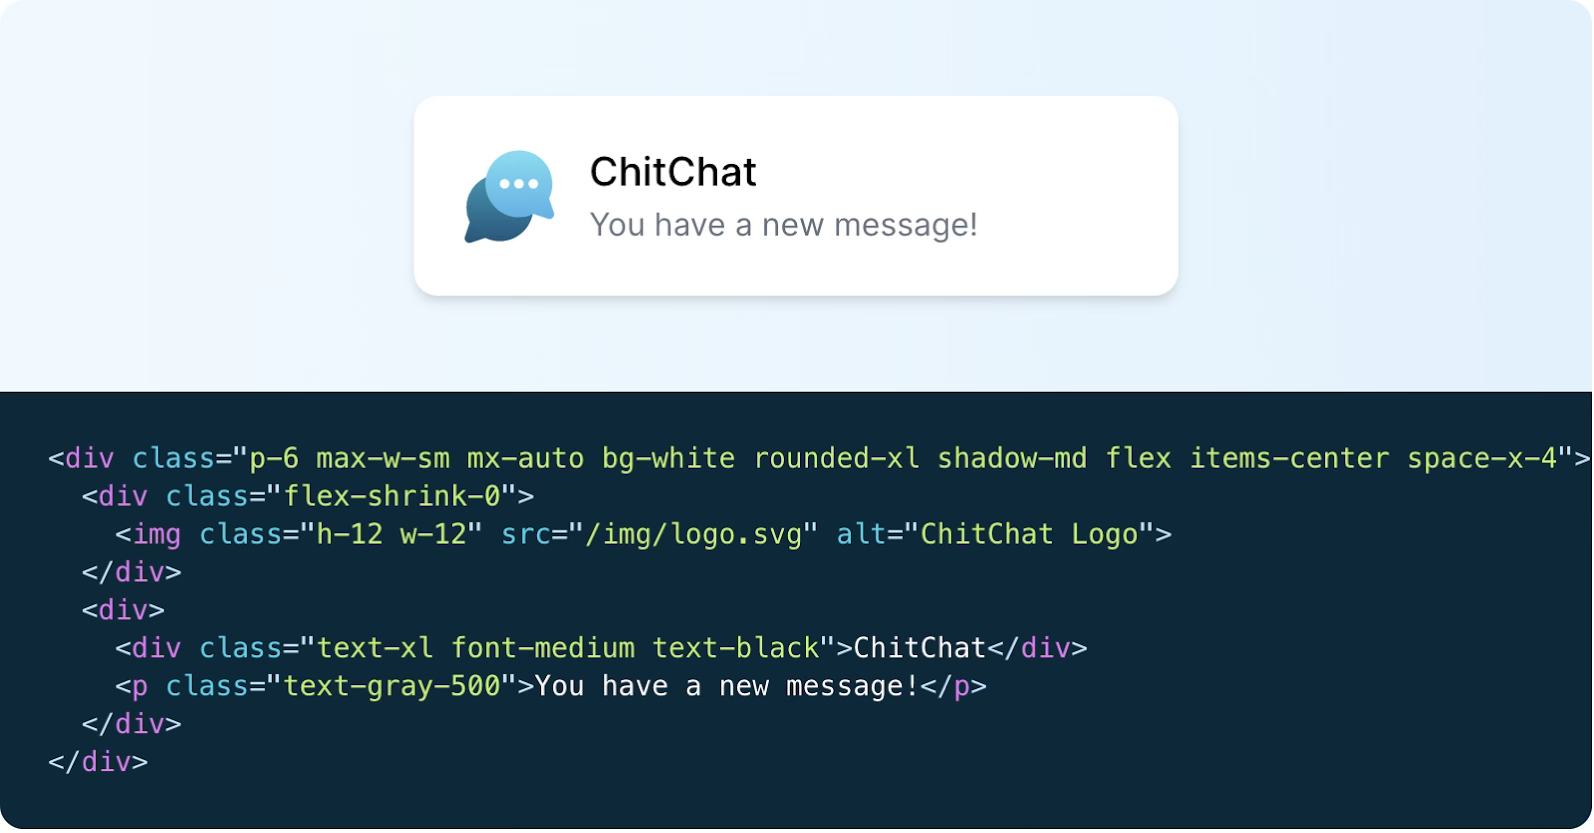 ChitChat
You have a new message!
<div class="p-6 max-w-sm mx-auto bg-white rounded-xl shadow-md flex items-center space-x-4">
  <div class="flex-shrink-0">
    <img class="h-12 w-12" src="/img/logo.svg" alt="ChitChat Logo">
  </div>
  <div>
    <div class="text-xl font-medium text-black">ChitChat</div>
    <p class="text-gray-500">You have a new message!</p>
  </div>
</div>